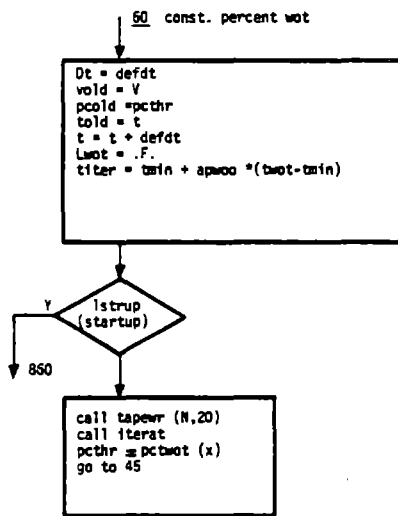 60 const. percent wot
Dt = defdt
vold = V
pcold =pcthr
told = t
t = t + defdt
Lwot = .F.
titer = tmin + apwoo *(twot-tmin)
Y
lstrup
(startup)
850
call tapewr (N,20)
call iterat
pcthr = pctwot (x)
go to 45